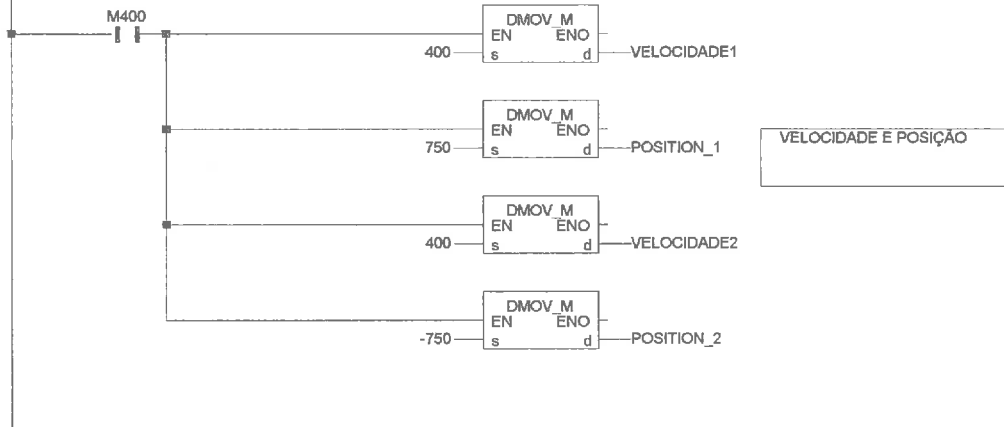 M400
DMOV_M
EN ENO
400 s d VELOCIDADE1
DMOV_M
EN ENO
750 s d POSITION_1
VELOCIDADE E POSIÇÃO
DMOV_M
EN ENO
400 s d VELOCIDADE2
DMOV_M
EN ENO
-750 s d POSITION_2